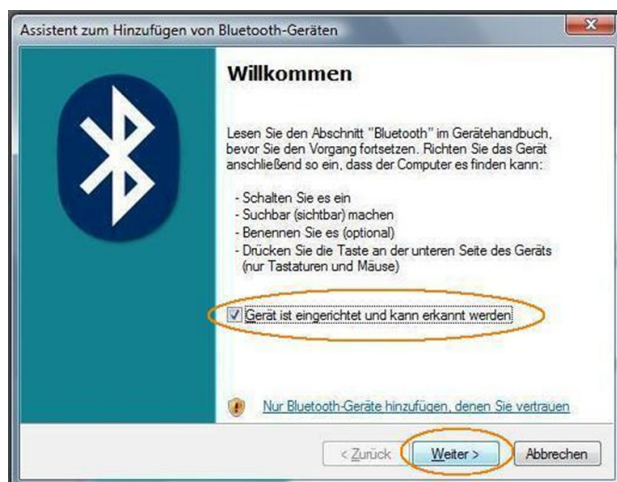 Assistent zum Hinzufügen von Bluetooth-Geräten
Willkommen
Lesen Sie den Abschnitt "Bluetooth" im Gerätehandbuch,
bevor Sie den Vorgang fortsetzen. Richten Sie das Gerät
anschließend so ein, dass der Computer es finden kann:
- Schalten Sie es ein
- Suchbar (sichtbar) machen
- Benennen Sie es (optional)
- Drücken Sie die Taste an der unteren Seite des Geräts
(nur Tastaturen und Mäuse)
Gerät ist eingerichtet und kann erkannt werden
Nur Bluetooth-Geräte hinzufügen, denen Sie vertrauen
< Zurück Weiter > Abbrechen